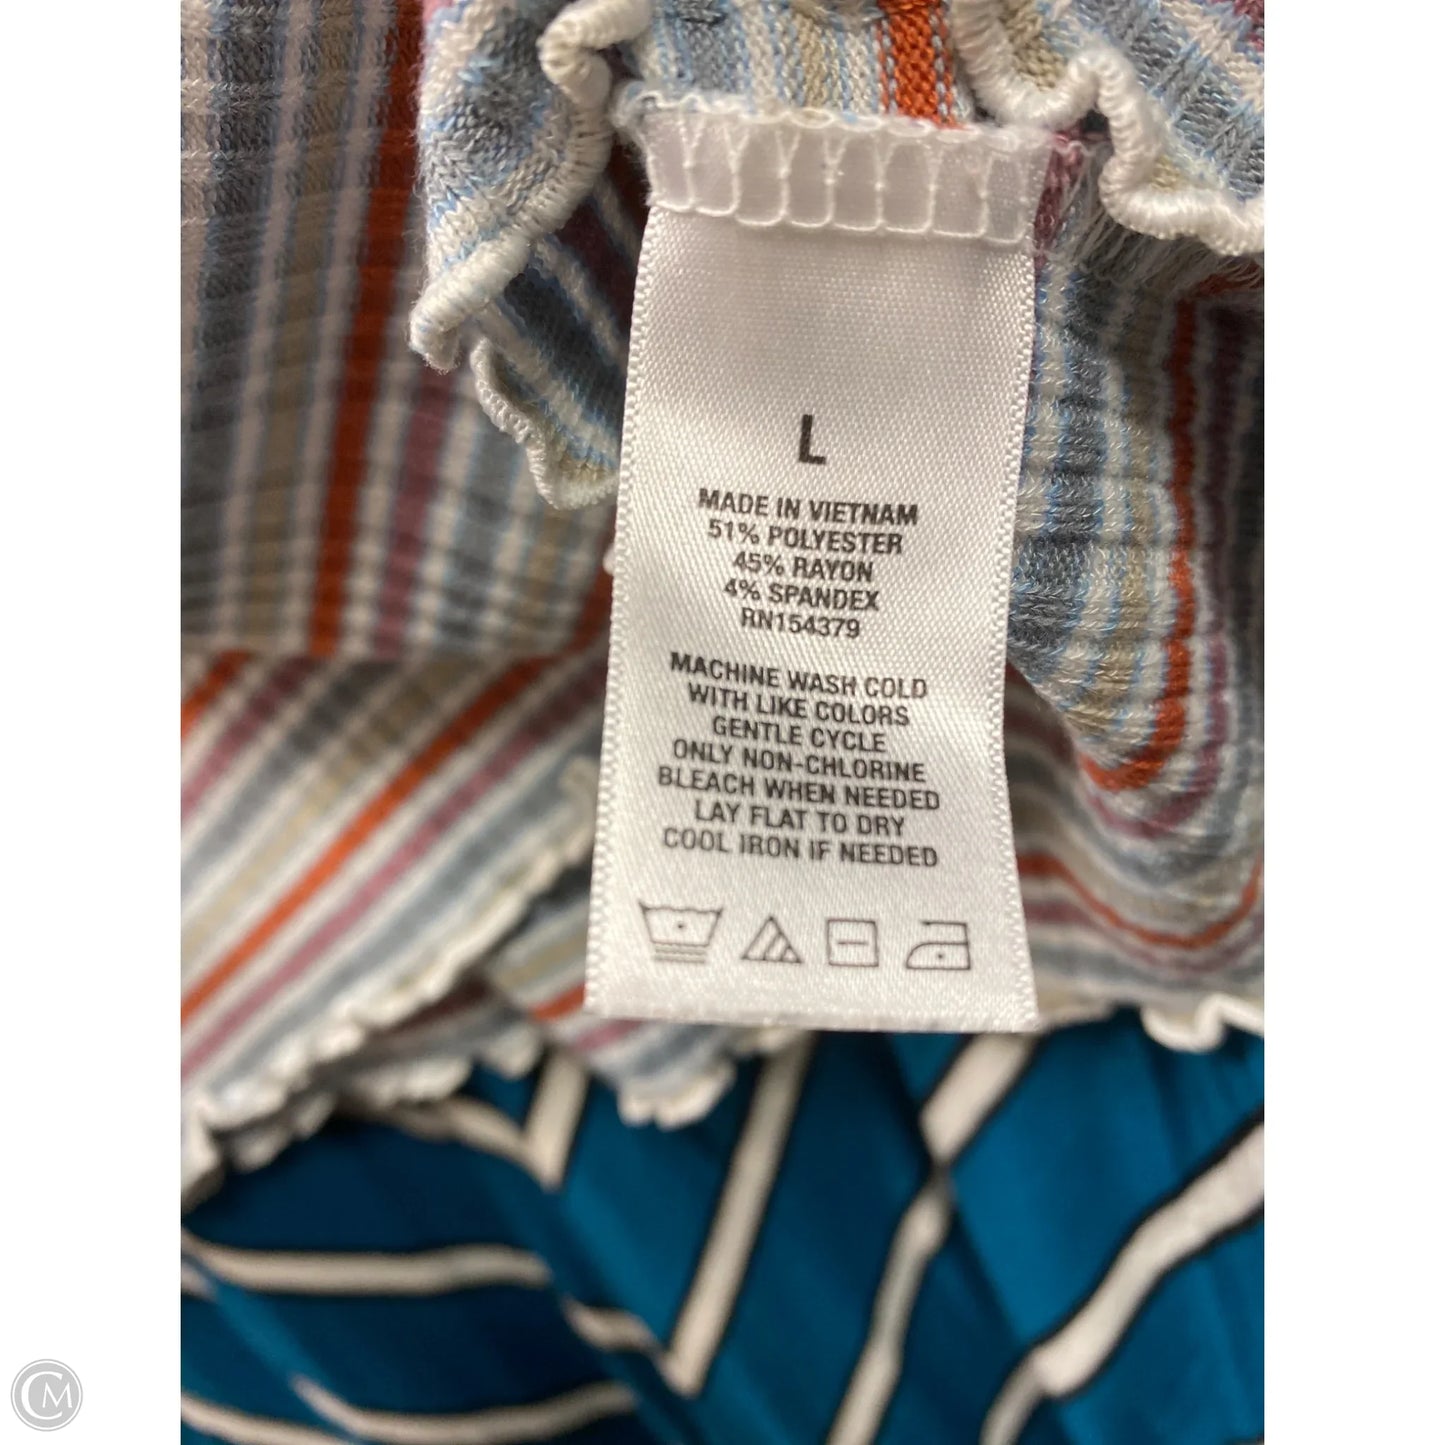 L
MADE IN VIETNAM
51% POLYESTER
45% RAYON
4% SPANDEX
RN154379
MACHINE WASH COLD
WITH LIKE COLORS
GENTLE CYCLE
ONLY NON-CHLORINE
BLEACH WHEN NEEDED
LAY FLAT TO DRY
COOL IRON IF NEEDED
CM